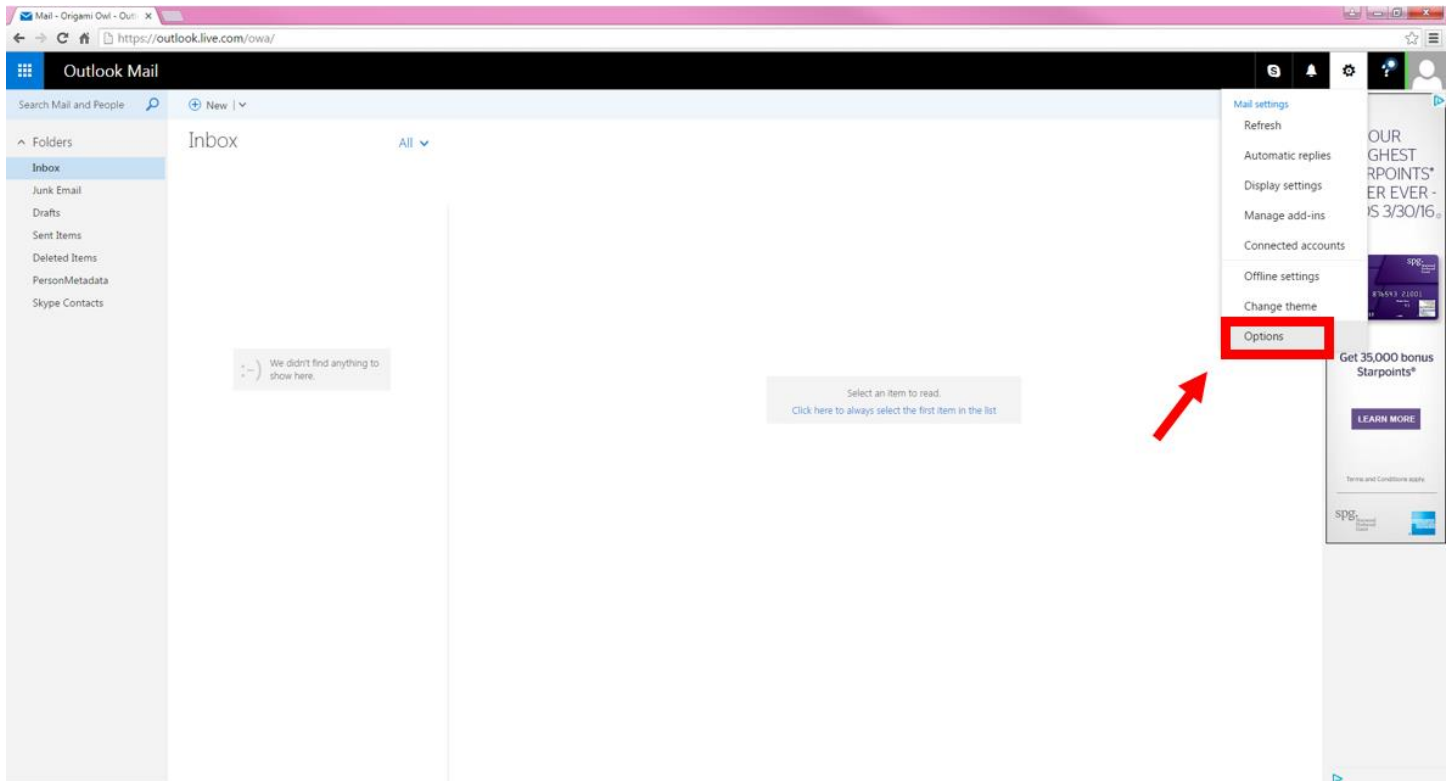 Mail - Origami Owl - Out
https://outlook.live.com/owa/
Outlook Mail
Search Mail and People
New
Mail settings
Folders
Inbox
All
Refresh
Inbox
Automatic replies
Junk Email
Display settings
Drafts
Manage add-ins
Sent Items
Connected accounts
Deleted Items
Offline settings
PersonMetadata
Change theme
Skype Contacts
Options
:-) We didn't find anything to
show here.
Select an item to read.
Click here to always select the first item in the list
OUR
GHEST
RPOINTS*
ER EVER -
S 3/30/16
spg
Get 35,000 bonus
Starpoints®
LEARN MORE
Terms and Conditions apply.
spg